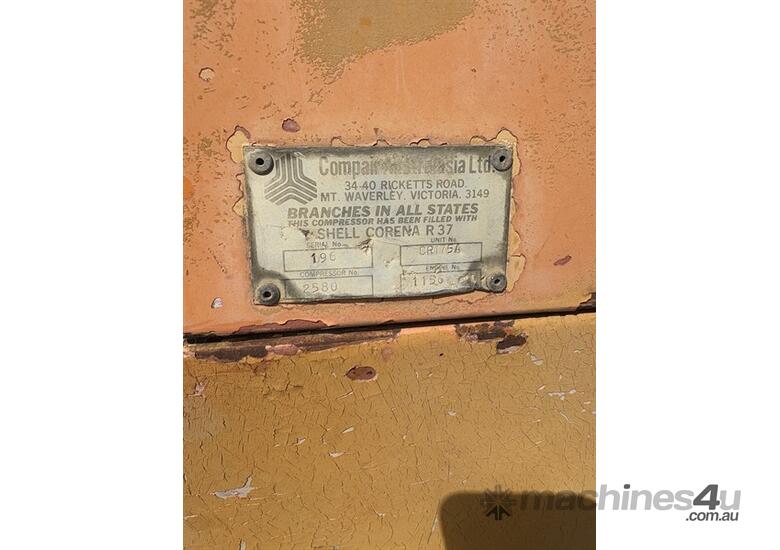 Compair Australasia Ltd.
34-40 RICKETTS ROAD.
MT. WAVERLEY, VICTORIA. 3149
BRANCHES IN ALL STATES
THIS COMPRESSOR HAS BEEN FILLED WITH
SHELL CORENA R 37
SERIAL No. UNIT No.
196
COMPRESSOR No. ENGINE No.
2580
machines4u
.com.au